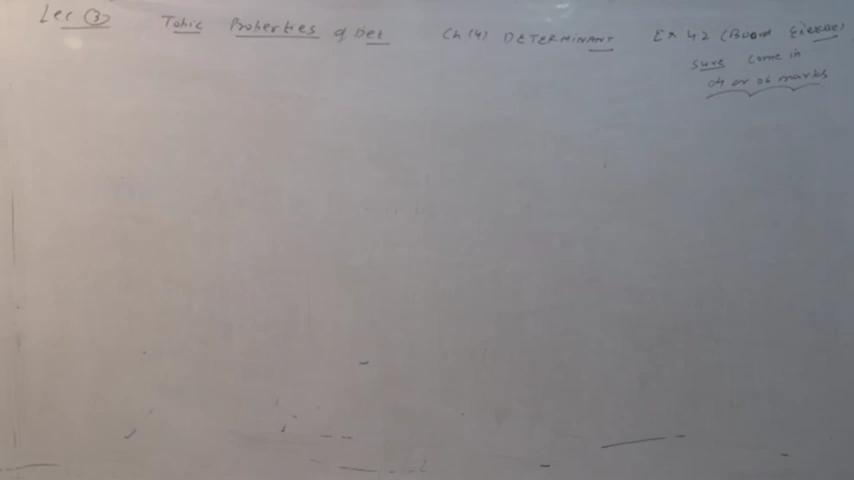 Lec (3) Topic Properties of Det Ch (4) DETERMINANT Ex 4.2 (Board Exercise)
sure come in
04 or 06 marks